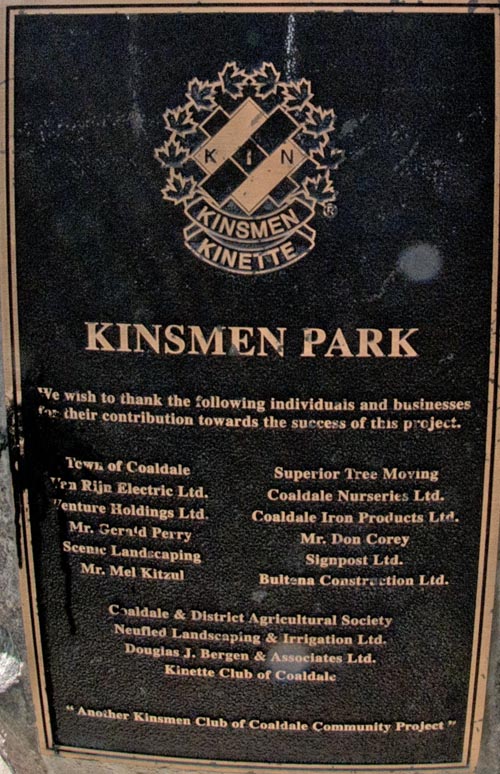 KIN
KINSMEN
®
KINETTE
KINSMEN PARK
We wish to thank the following individuals and businesses
for their contribution towards the success of this project.
Town of Coaldale
Van Rijn Electric Ltd.
Venture Holdings Ltd.
Mr. Gerald Perry
Scenic Landscaping
Mr. Mel Kitzul
Superior Tree Moving
Coaldale Nurseries Ltd.
Coaldale Iron Products Ltd.
Mr. Don Corey
Signpost Ltd.
Bultena Construction Ltd.
Coaldale & District Agricultural Society
Neufled Landscaping & Irrigation Ltd.
Douglas J. Bergen & Associates Ltd.
Kinette Club of Coaldale
"Another Kinsmen Club of Coaldale Community Project"